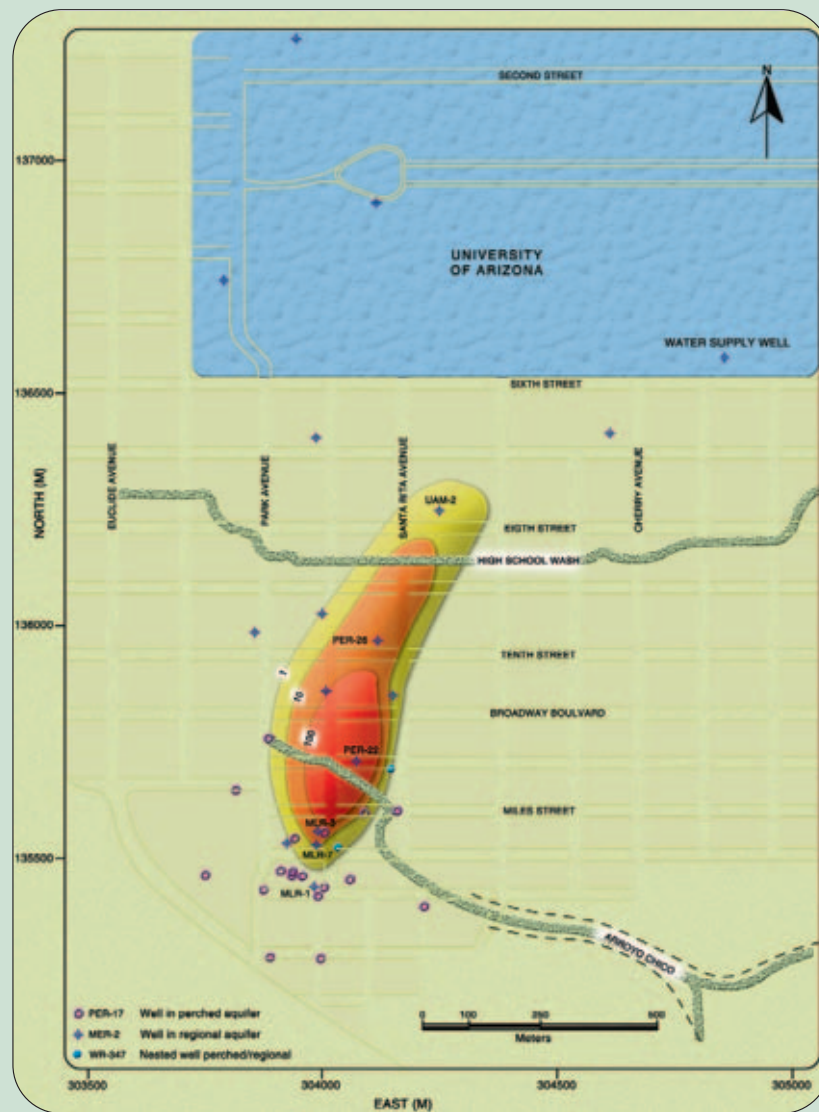 SECOND STREET
N
137000
UNIVERSITY
OF ARIZONA
WATER SUPPLY WELL
136500
SIXTH STREET
EUCLIDE AVENUE
PARK AVENUE
SANTA RITA AVENUE
CHERRY AVENJE
NORTH (M)
UAM-2
EIGTH STREET
HIGH SCHOOL WASH
136000
PER-26
TENTH STREET
10
BROADWAY BOULVARD
100
PER-22
MILES STREET
MLR-3
135500
MLR-7
MLR-1
ARROYO CHICO
PER-17 Well in perched aquifer
MER-2 Well in regional aquifer
WR-347 Nested well perched/regional
0 100 250 500
Meters
303500 304000 304500 305000
EAST (M)